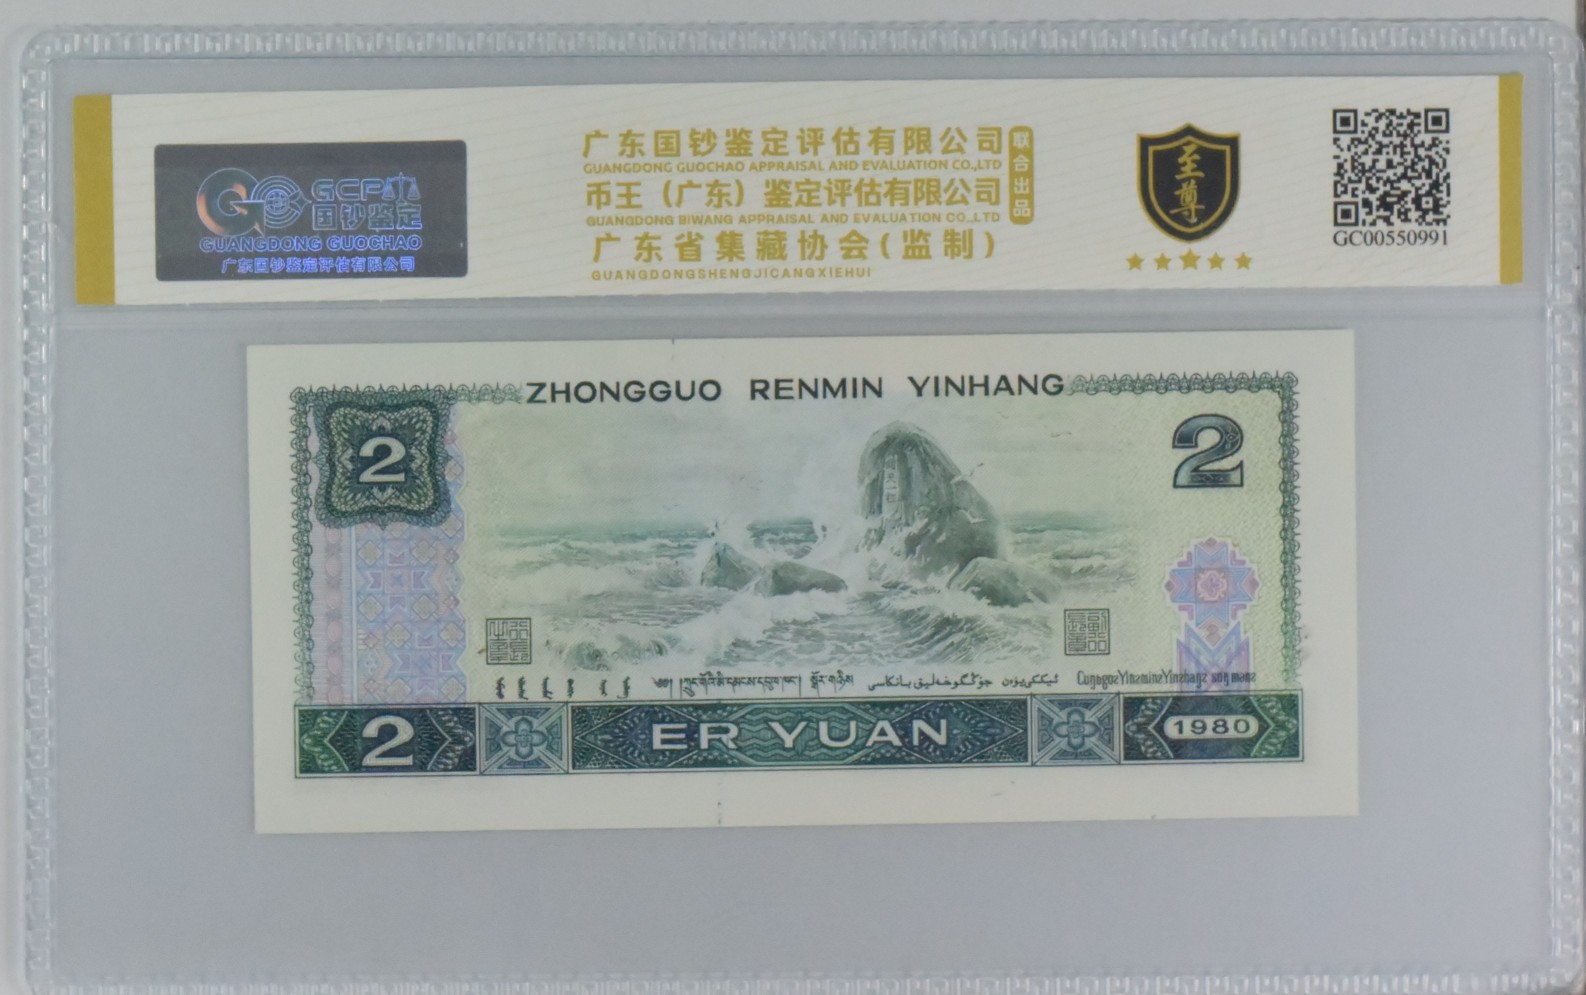 GCP
国钞鉴定
GUANGDONG GUOCHAO
广东国钞鉴定评估有限公司
广东国钞鉴定评估有限公司
GUANGDONG GUOCHAO APPRAISAL AND EVALUATION CO.,LTD
币王（广东）鉴定评估有限公司
GUANGDONG BIWANG APPRAISAL AND EVALUATION CO.,LTD
广东省集藏协会(监制)
GUANGDONGSHENGJICANGXIEHUI
联合出品
至尊
GC00550991
ZHONGGUO RENMIN YINHANG
2
2
天一柱
2
ER YUAN
1980